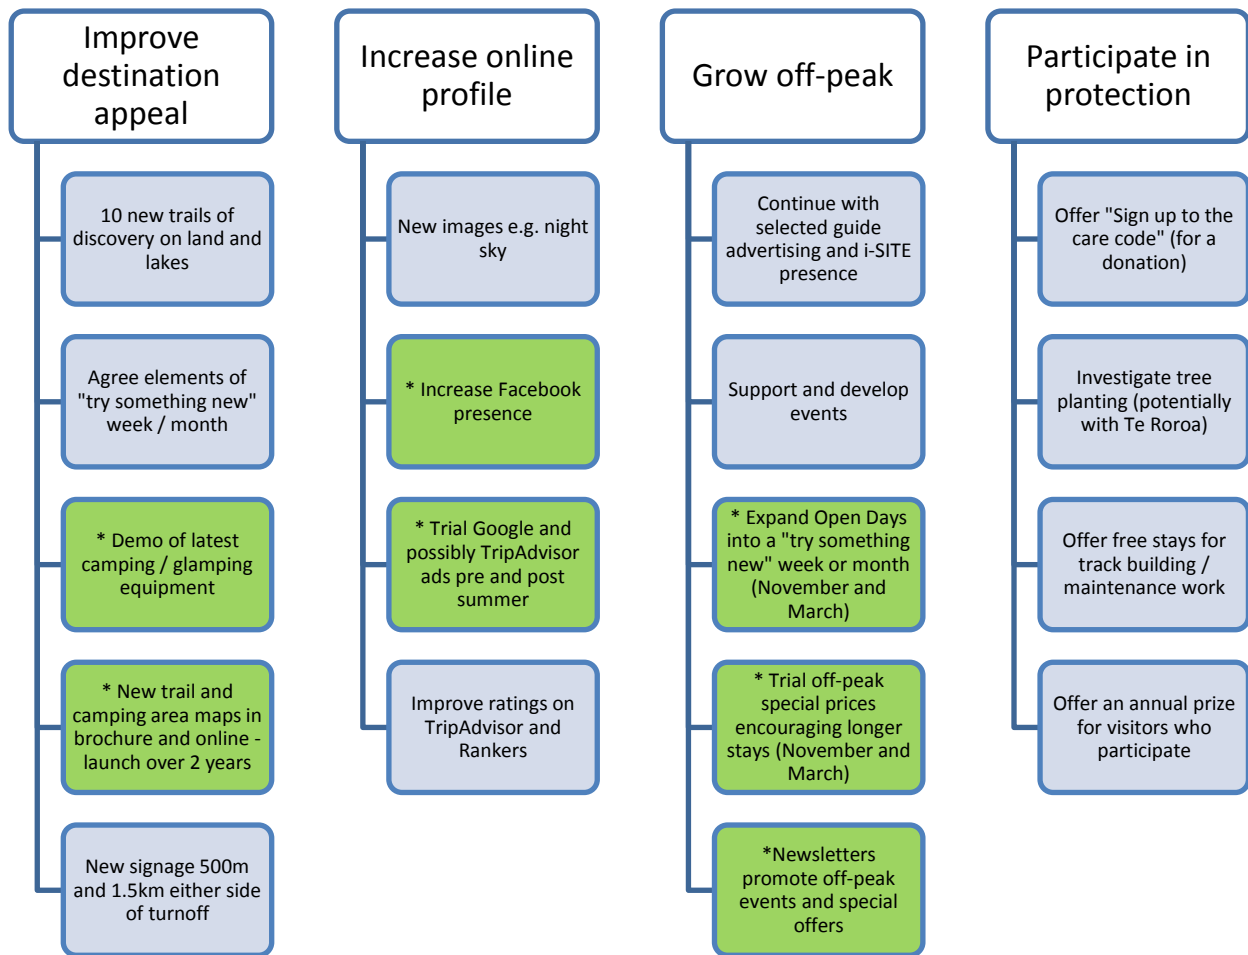 Improve
destination
appeal
10 new trails of
discovery on land and
lakes
Agree elements of
"try something new"
week / month
* Demo of latest
camping / glamping
equipment
* New trail and
camping area maps in
brochure and online -
launch over 2 years
New signage 500m
and 1.5km either side
of turnoff
Increase online
profile
New images e.g. night
sky
* Increase Facebook
presence
* Trial Google and
possibly TripAdvisor
ads pre and post
summer
Improve ratings on
TripAdvisor and
Rankers
Grow off-peak
Continue with
selected guide
advertising and i-SITE
presence
Support and develop
events
* Expand Open Days
into a "try something
new" week or month
(November and
March)
* Trial off-peak
special prices
encouraging longer
stays (November and
March)
*Newsletters
promote off-peak
events and special
offers
Participate in
protection
Offer "Sign up to the
care code" (for a
donation)
Investigate tree
planting (potentially
with Te Roroa)
Offer free stays for
track building /
maintenance work
Offer an annual prize
for visitors who
participate